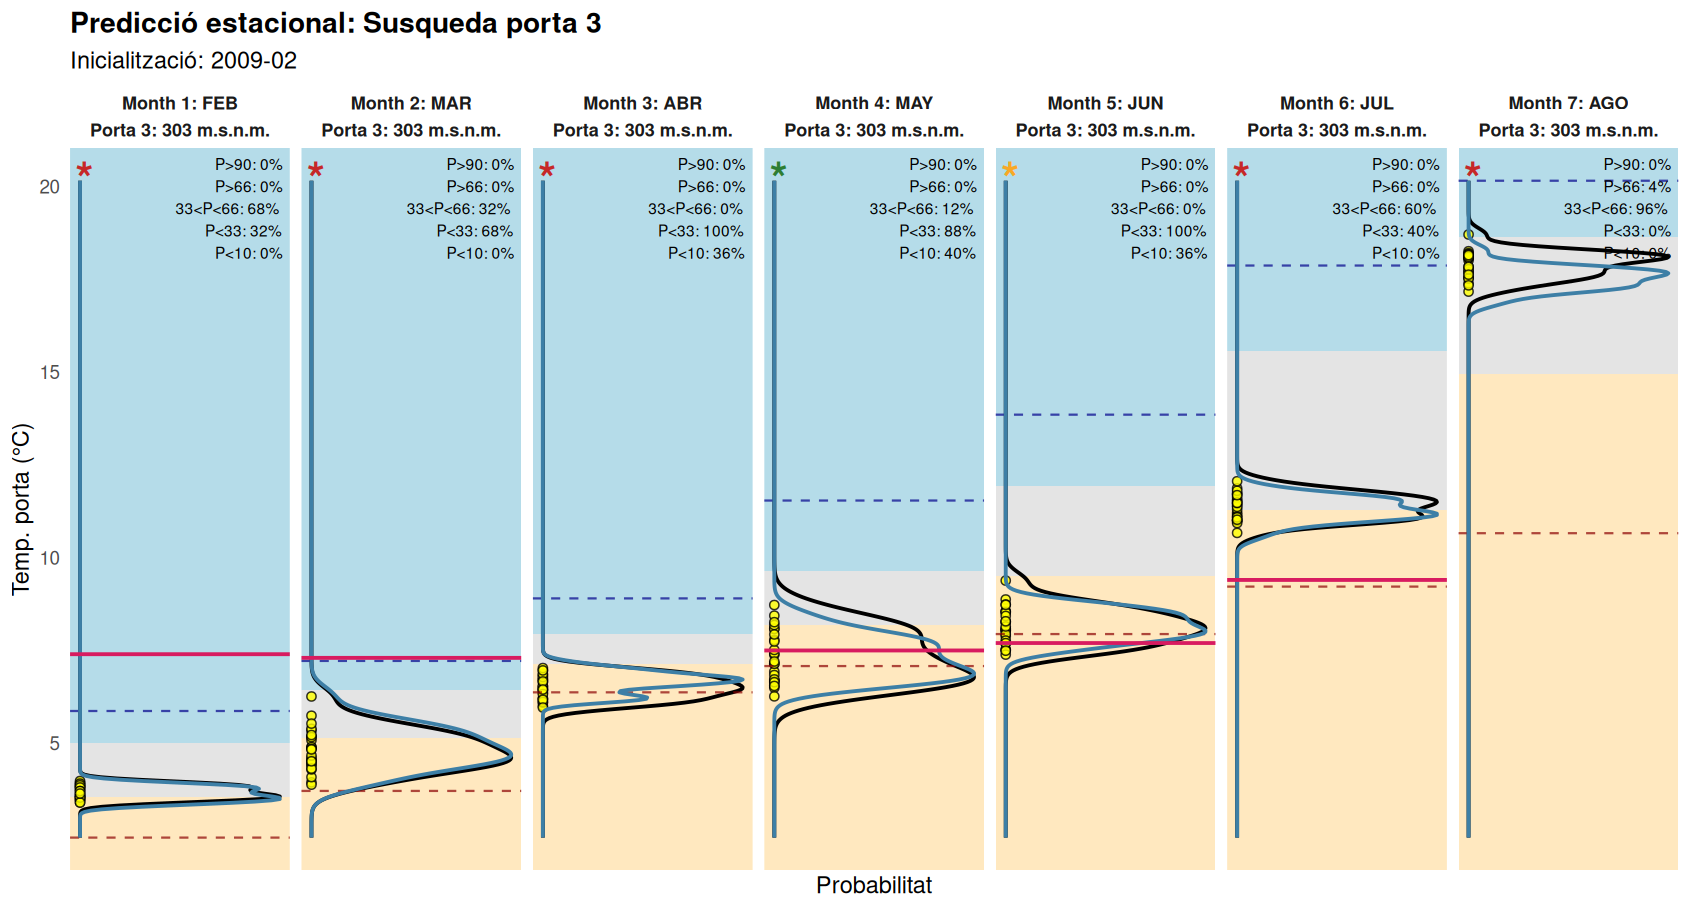 Predicció estacional: Susqueda porta 3
Inicialització: 2009-02
Month 1: FEB
Porta 3: 303 m.s.n.m.
Month 2: MAR
Porta 3: 303 m.s.n.m.
Month 3: ABR
Porta 3: 303 m.s.n.m.
Month 4: MAY
Porta 3: 303 m.s.n.m.
Month 5: JUN
Porta 3: 303 m.s.n.m.
Month 6: JUL
Porta 3: 303 m.s.n.m.
Month 7: AGO
Porta 3: 303 m.s.n.m.
*
P>90: 0%
P>66: 0%
33<P<66: 68%
P<33: 32%
P<10: 0%
*
P>90: 0%
P>66: 0%
33<P<66: 32%
P<33: 68%
P<10: 0%
*
P>90: 0%
P>66: 0%
33<P<66: 0%
P<33: 100%
P<10: 36%
*
P>90: 0%
P>66: 0%
33<P<66: 12%
P<33: 88%
P<10: 40%
*
P>90: 0%
P>66: 0%
33<P<66: 0%
P<33: 100%
P<10: 36%
*
P>90: 0%
P>66: 0%
33<P<66: 60%
P<33: 40%
P<10: 0%
*
P>90: 0%
P>66: 4%
33<P<66: 96%
P<33: 0%
P<10: 0%
20
15
10
5
Temp. porta (°C)
Probabilitat